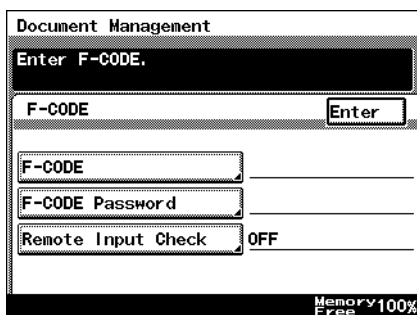 Document Management
Enter F-CODE.
F-CODE
Enter
F-CODE
F-CODE Password
Remote Input Check OFF
Memory Free 100%